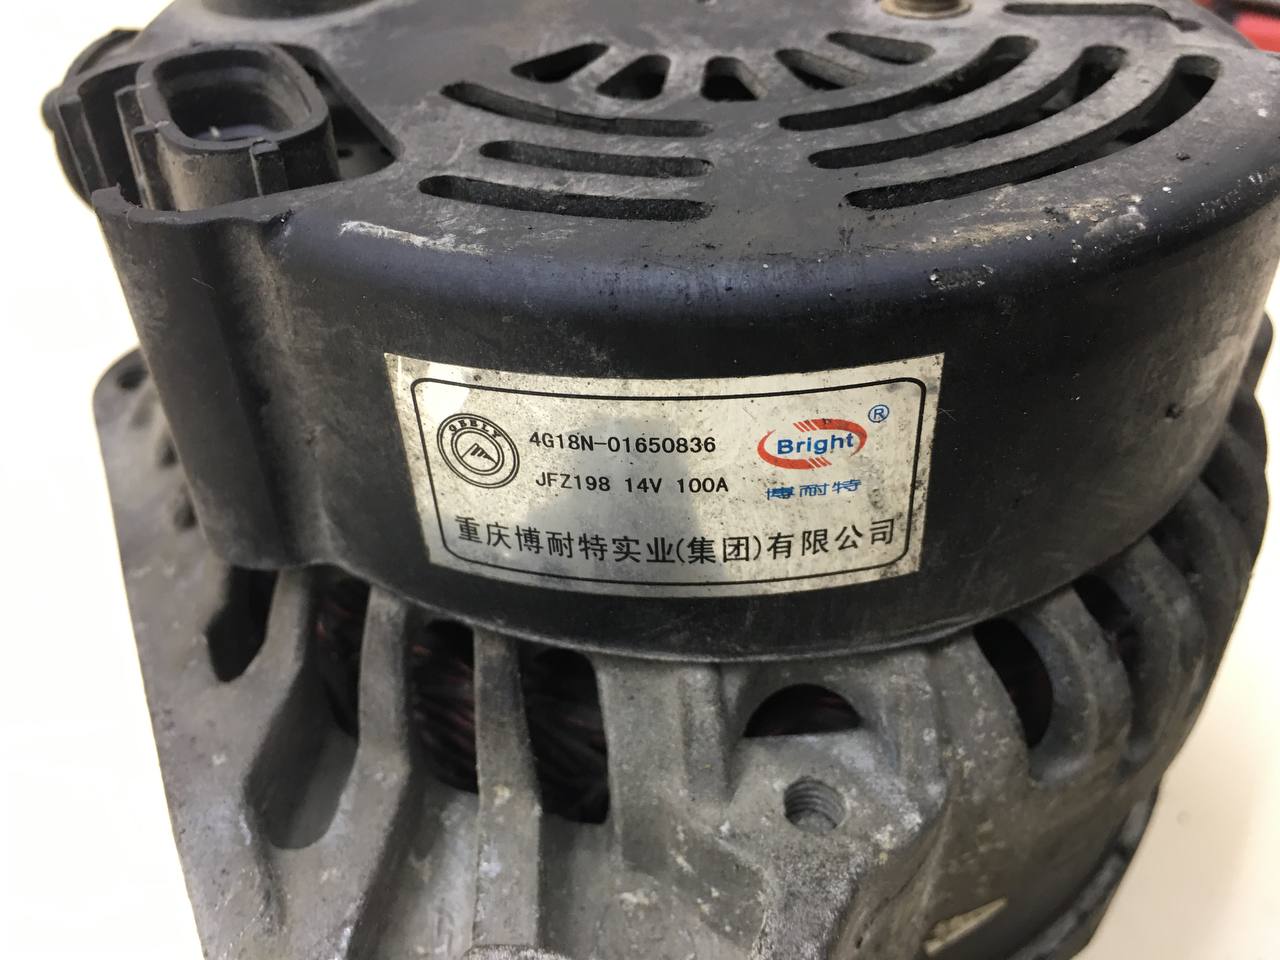 GEELY
4G18N-01650836
JFZ198 14V 100A
Bright ®
博耐特
重庆博耐特实业(集团)有限公司